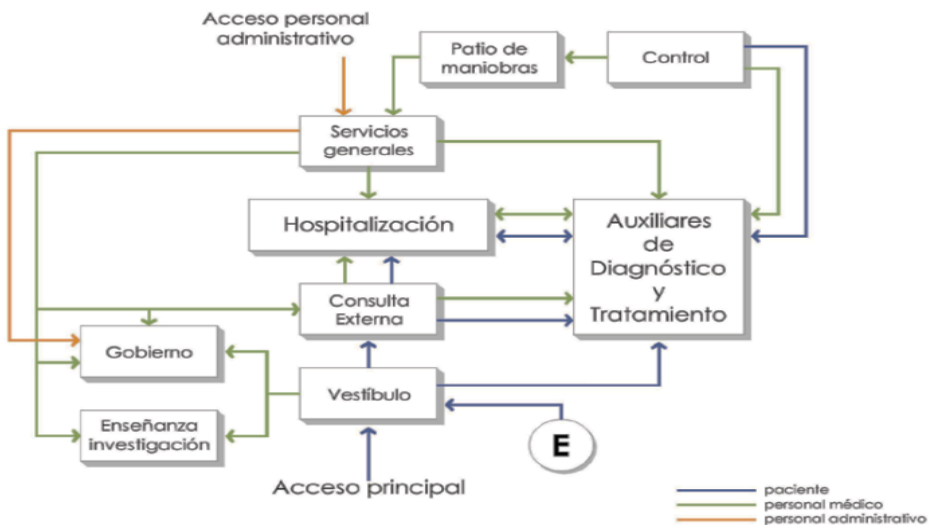 Acceso personal
administrativo
Patio de
maniobras
Control
Servicios
generales
Hospitalización
Auxiliares
de
Diagnóstico
y
Tratamiento
Consulta
Externa
Gobierno
Vestíbulo
Enseñanza
investigación
E
Acceso principal
paciente
personal médico
personal administrativo